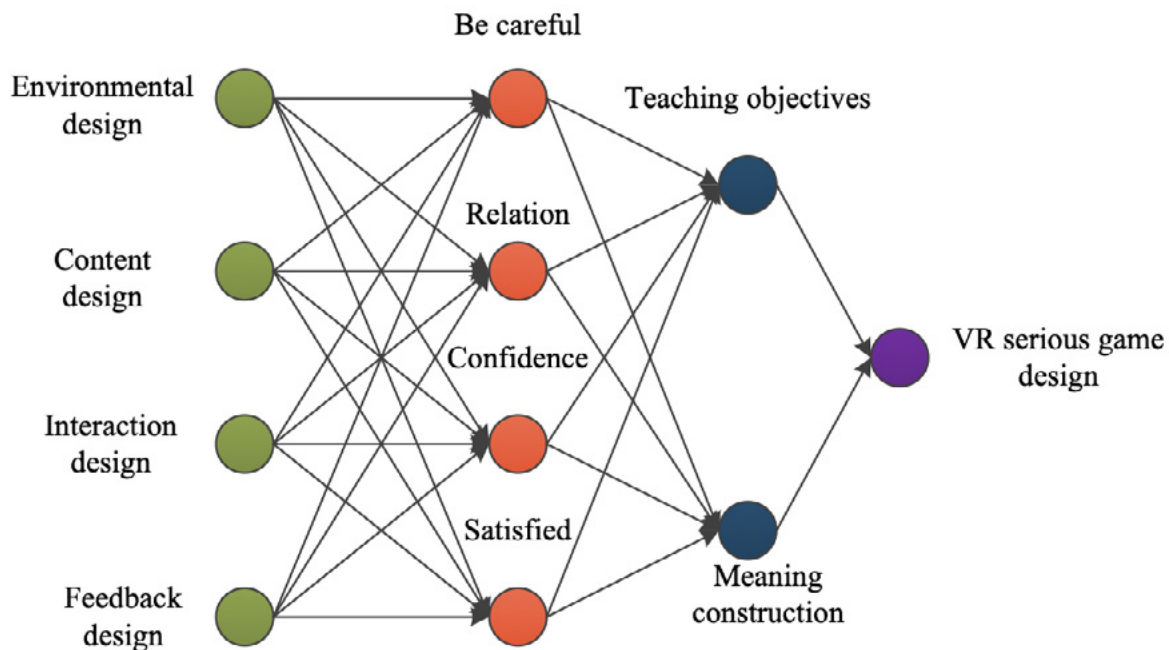 Be careful
Environmental
design
Teaching objectives
Relation
Content
design
Confidence
VR serious game
design
Interaction
design
Satisfied
Meaning
construction
Feedback
design